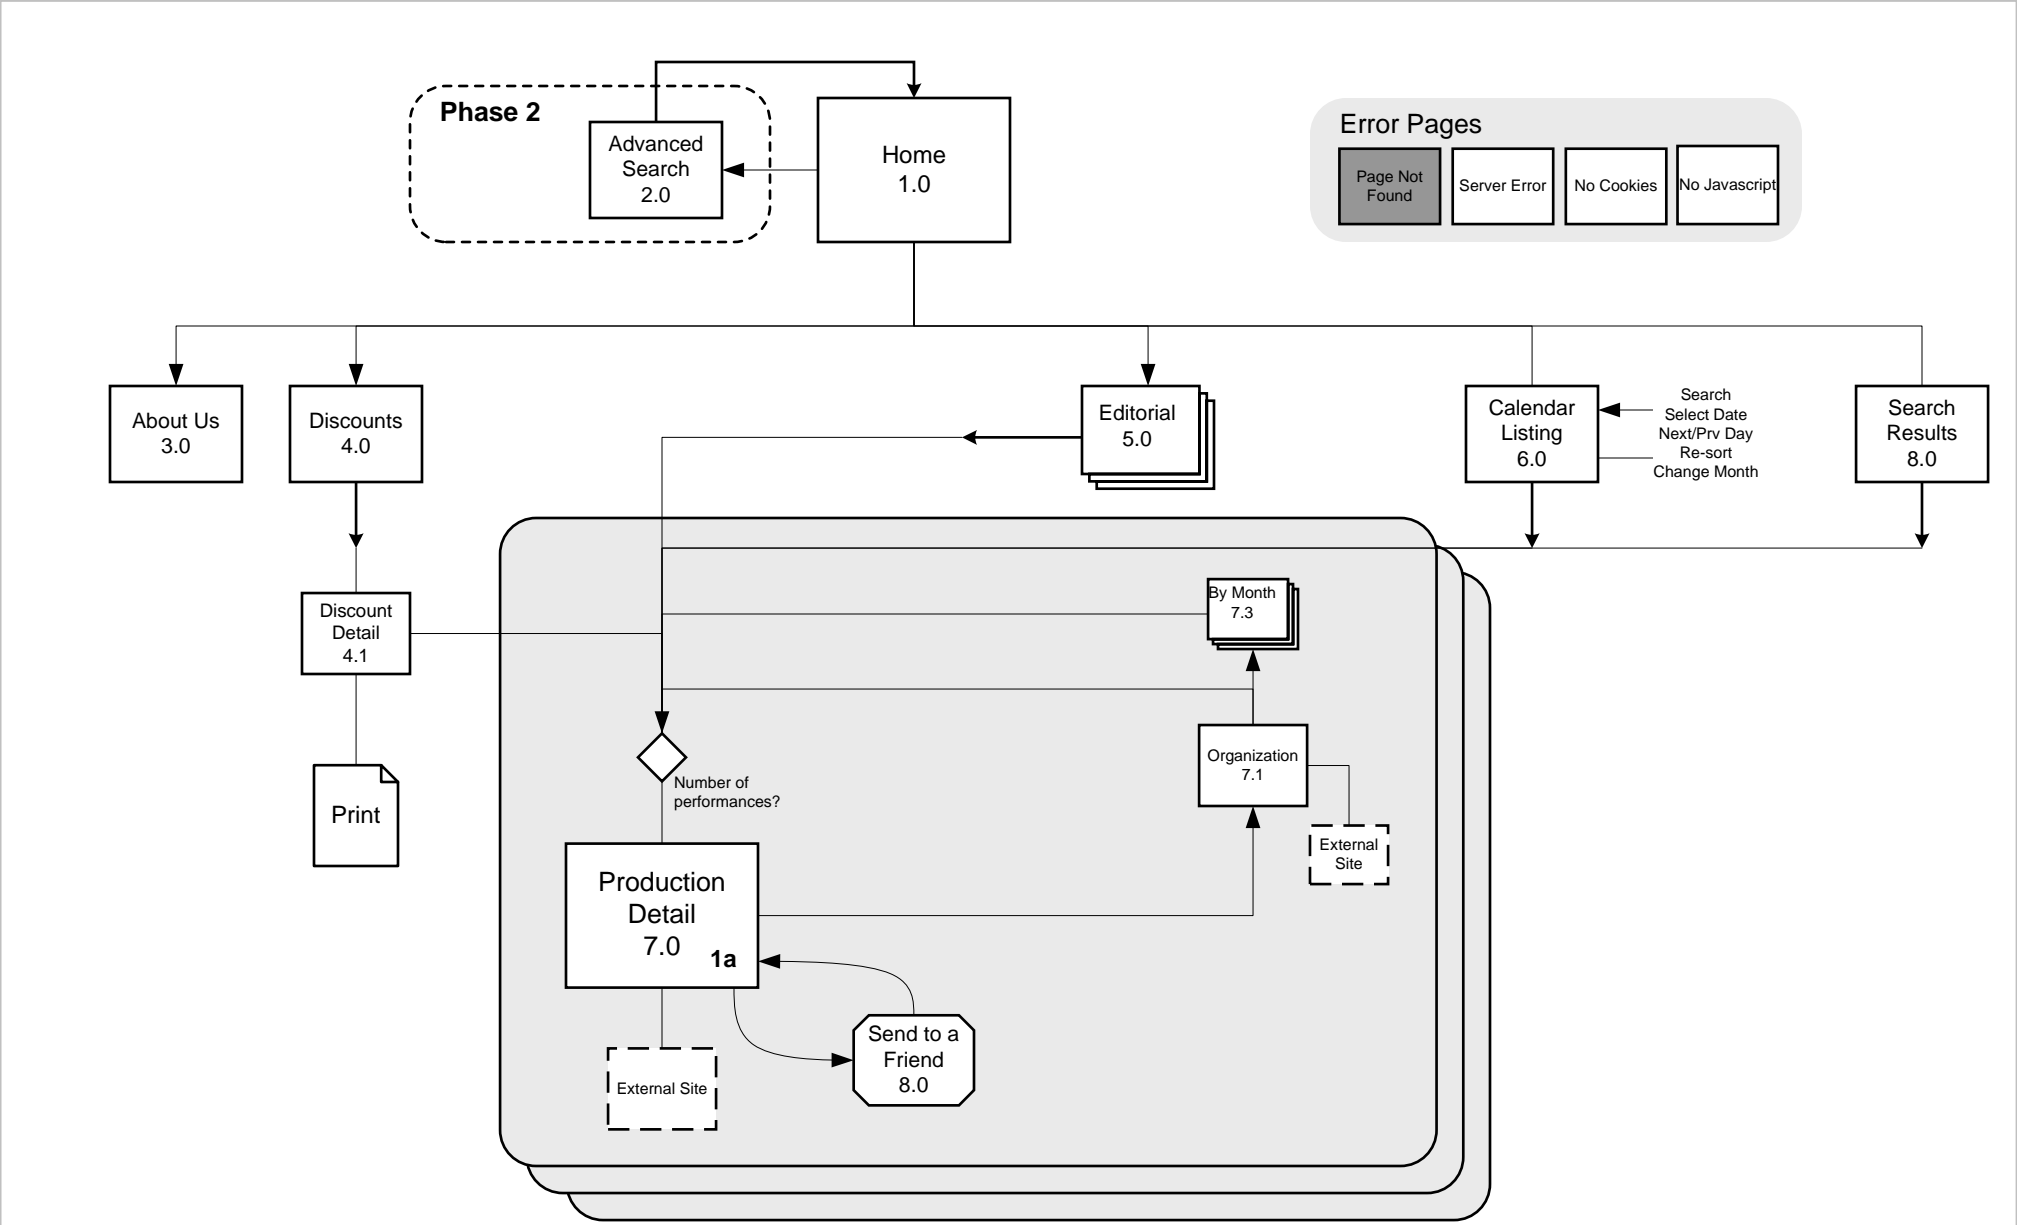 Phase 2
Advanced
Search
2.0
Home
1.0
Error Pages
Page Not
Found
Server Error
No Cookies
No Javascript
About Us
3.0
Discounts
4.0
Editorial
5.0
Calendar
Listing
6.0
Search
Select Date
Next/Prv Day
Re-sort
Change Month
Search
Results
8.0
Discount
Detail
4.1
By Month
7.3
Print
Number of
performances?
Organization
7.1
External
Site
Production
Detail
7.0
1a
Send to a
Friend
8.0
External Site